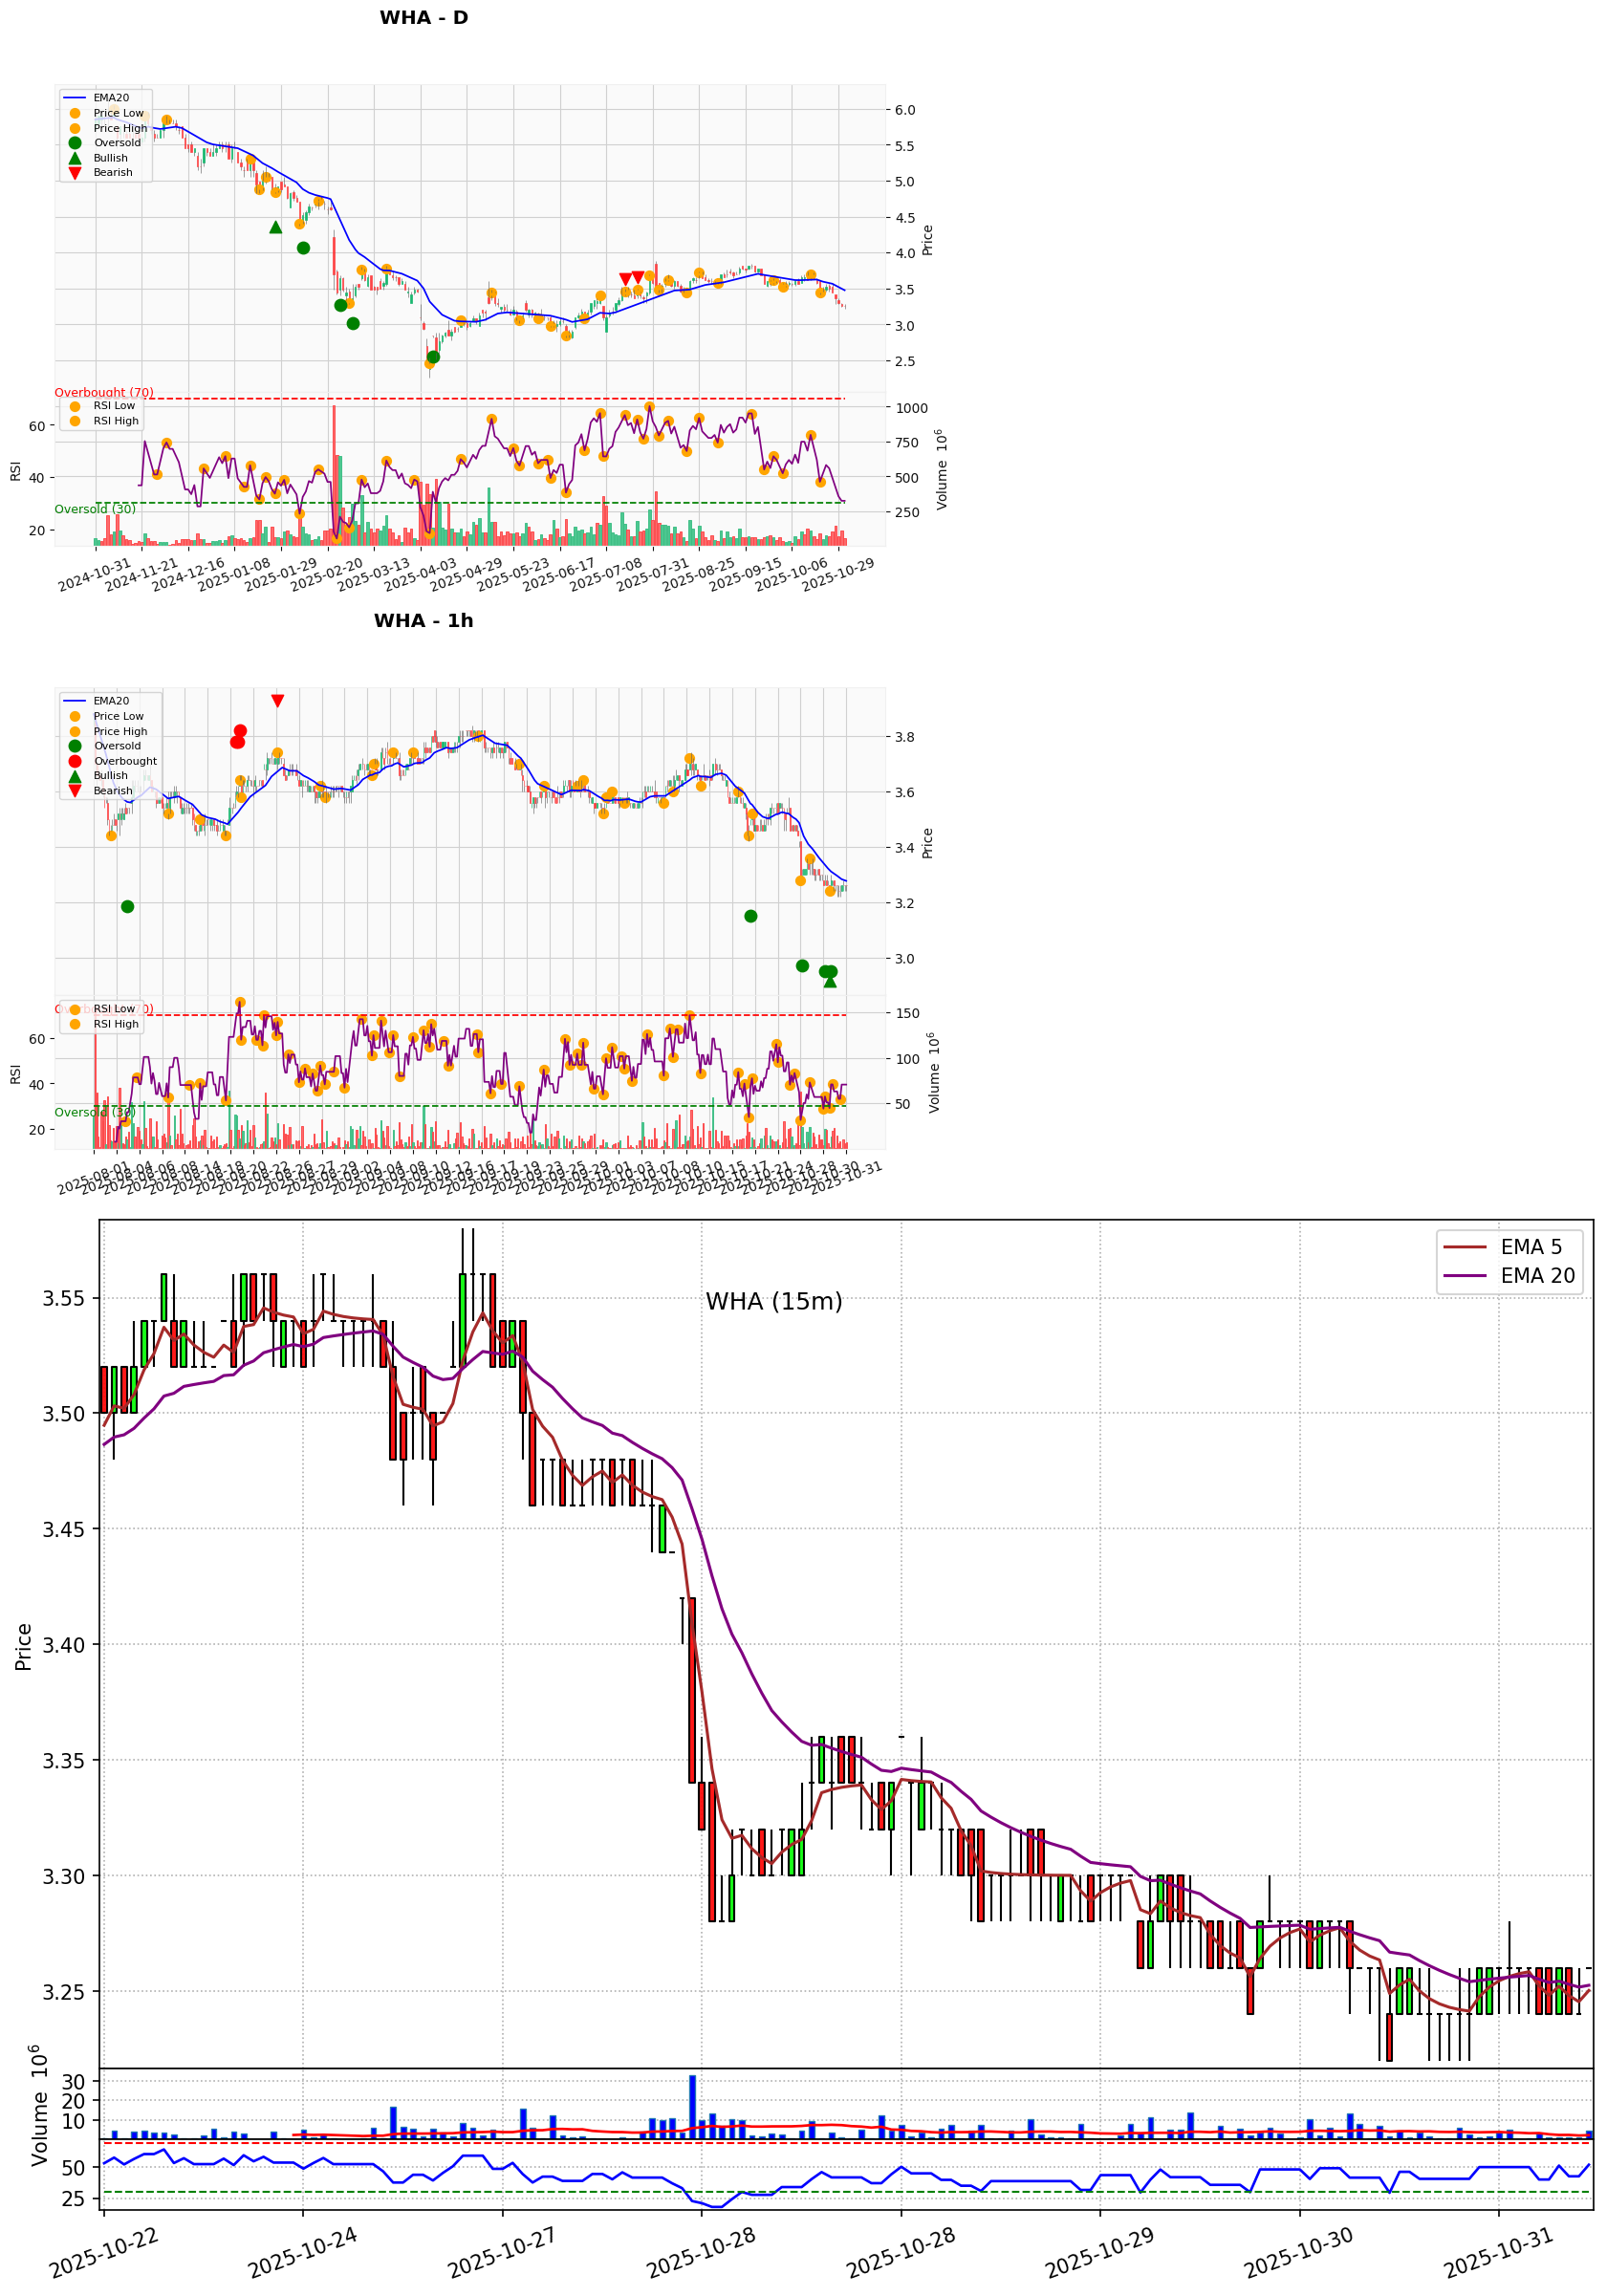 WHA - D
EMA20
Price Low
Price High
Oversold
Bullish
Bearish
6.0
5.5
5.0
4.5
4.0
3.5
3.0
2.5
Price
Overbought (70)
RSI Low
RSI High
60
40
20
RSI
Oversold (30)
1000
750
500
250
Volume 10^6
2024-10-31
2024-11-21
2024-12-16
2025-01-08
2025-01-29
2025-02-20
2025-03-13
2025-04-03
2025-04-29
2025-05-23
2025-06-17
2025-07-08
2025-07-31
2025-08-25
2025-09-15
2025-10-06
2025-10-29
WHA - 1h
EMA20
Price Low
Price High
Oversold
Overbought
Bullish
Bearish
3.8
3.6
3.4
3.2
3.0
Price
RSI Low
RSI High
60
40
20
RSI
Oversold (30)
150
100
50
Volume 10^6
2025-08-01
2025-10-31
WHA (15m)
EMA 5
EMA 20
3.55
3.50
3.45
3.40
3.35
3.30
3.25
Price
30
20
10
Volume 10^6
50
25
2025-10-22
2025-10-24
2025-10-27
2025-10-28
2025-10-28
2025-10-29
2025-10-30
2025-10-31